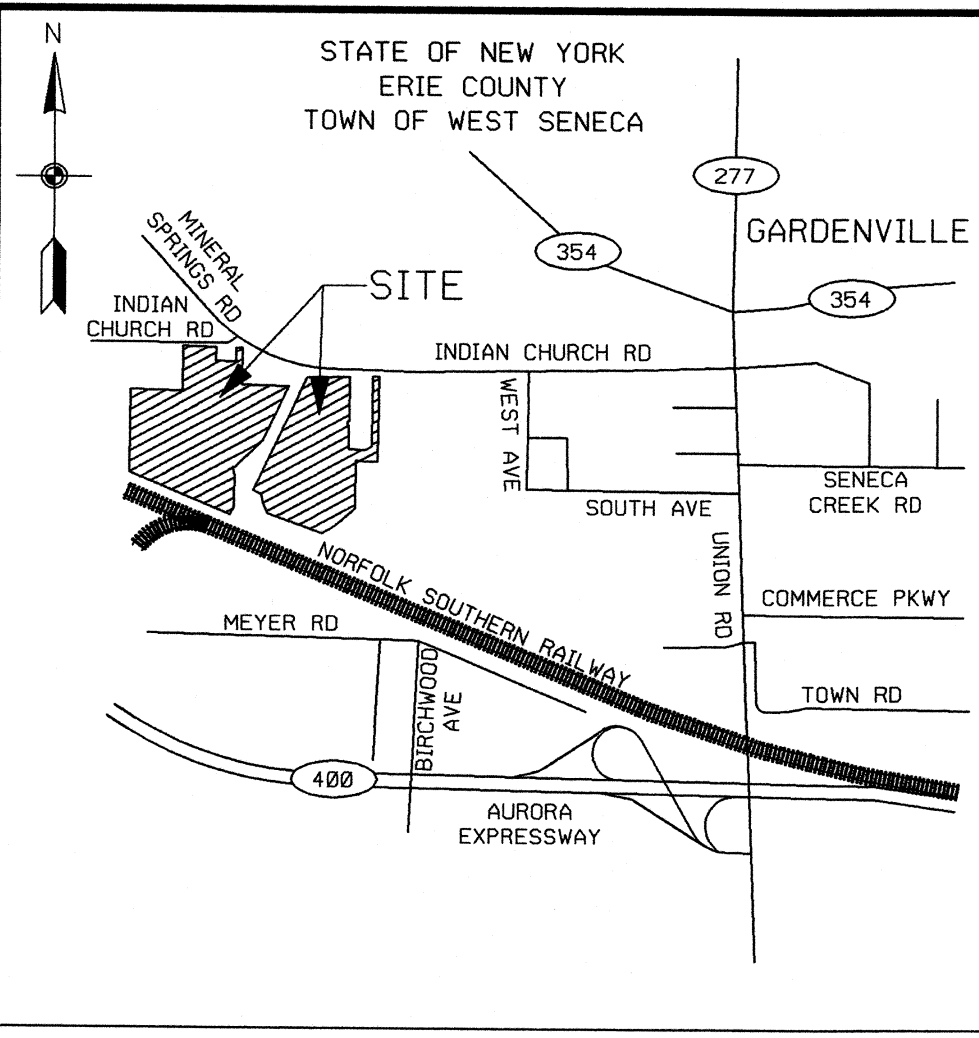 N
STATE OF NEW YORK
ERIE COUNTY
TOWN OF WEST SENECA
277
GARDENVILLE
354
354
MINERAL
SPRINGS RD
SITE
INDIAN
CHURCH RD
INDIAN CHURCH RD
WEST AVE
SOUTH AVE
SENECA
CREEK RD
UNION RD
NORFOLK SOUTHERN RAILWAY
COMMERCE PKWY
MEYER RD
BIRCHWOOD
AVE
TOWN RD
400
AURORA
EXPRESSWAY